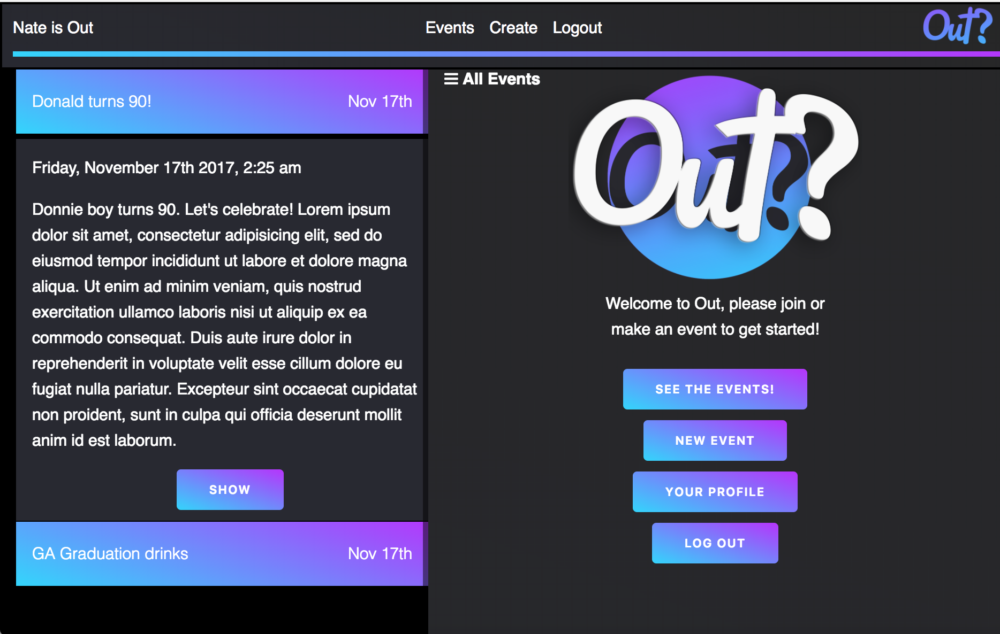 Nate is Out
Events Create Logout
Out?
Donald turns 90! Nov 17th
Friday, November 17th 2017, 2:25 am
Donnie boy turns 90. Let's celebrate! Lorem ipsum
dolor sit amet, consectetur adipisicing elit, sed do
eiusmod tempor incididunt ut labore et dolore magna
aliqua. Ut enim ad minim veniam, quis nostrud
exercitation ullamco laboris nisi ut aliquip ex ea
commodo consequat. Duis aute irure dolor in
reprehenderit in voluptate velit esse cillum dolore eu
fugiat nulla pariatur. Excepteur sint occaecat cupidatat
non proident, sunt in culpa qui officia deserunt mollit
anim id est laborum.
SHOW
GA Graduation drinks Nov 17th
All Events
Out?
Welcome to Out, please join or
make an event to get started!
SEE THE EVENTS!
NEW EVENT
YOUR PROFILE
LOG OUT